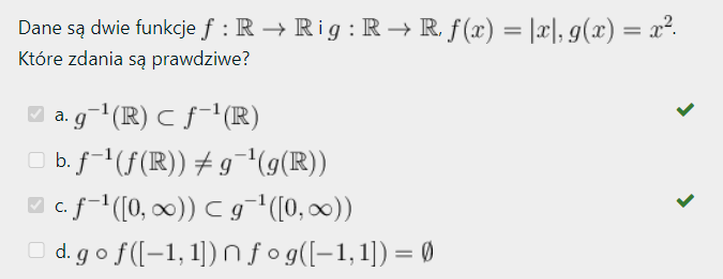 Dane są dwie funkcje f : ℝ → ℝ i g : ℝ → ℝ, f(x) = |x|, g(x) = x².
Które zdania są prawdziwe?
a. g⁻¹(ℝ) ⊂ f⁻¹(ℝ)
b. f⁻¹(f(ℝ)) ≠ g⁻¹(g(ℝ))
c. f⁻¹([0, ∞)) ⊂ g⁻¹([0, ∞))
d. g ∘ f([−1, 1]) ∩ f ∘ g([−1, 1]) = ∅